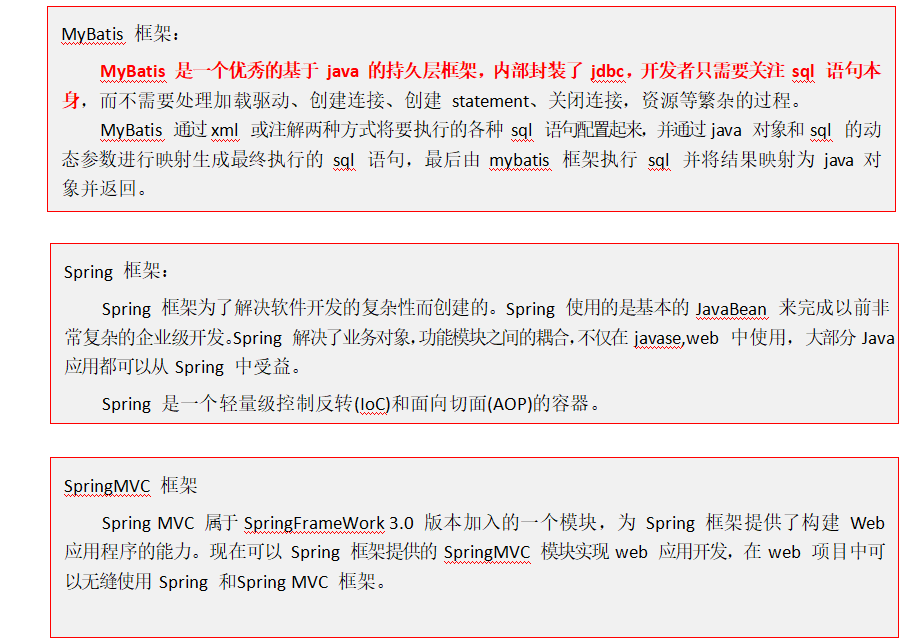 MyBatis 框架：
MyBatis 是一个优秀的基于 java 的持久层框架，内部封装了 jdbc，开发者只需要关注 sql 语句本
身，而不需要处理加载驱动、创建连接、创建 statement、关闭连接，资源等繁杂的过程。
MyBatis 通过 xml 或注解两种方式将要执行的各种 sql 语句配置起来，并通过 java 对象和 sql 的动
态参数进行映射生成最终执行的 sql 语句，最后由 mybatis 框架执行 sql 并将结果映射为 java 对
象并返回。
Spring 框架：
Spring 框架为了解决软件开发的复杂性而创建的。Spring 使用的是基本的 JavaBean 来完成以前非
常复杂的企业级开发。Spring 解决了业务对象，功能模块之间的耦合，不仅在 javase,web 中使用，大部分 Java
应用都可以从 Spring 中受益。
Spring 是一个轻量级控制反转(IoC)和面向切面(AOP)的容器。
SpringMVC 框架
Spring MVC 属于 SpringFrameWork 3.0 版本加入的一个模块，为 Spring 框架提供了构建 Web
应用程序的能力。现在可以 Spring 框架提供的 SpringMVC 模块实现 web 应用开发，在 web 项目中可
以无缝使用 Spring 和 Spring MVC 框架。